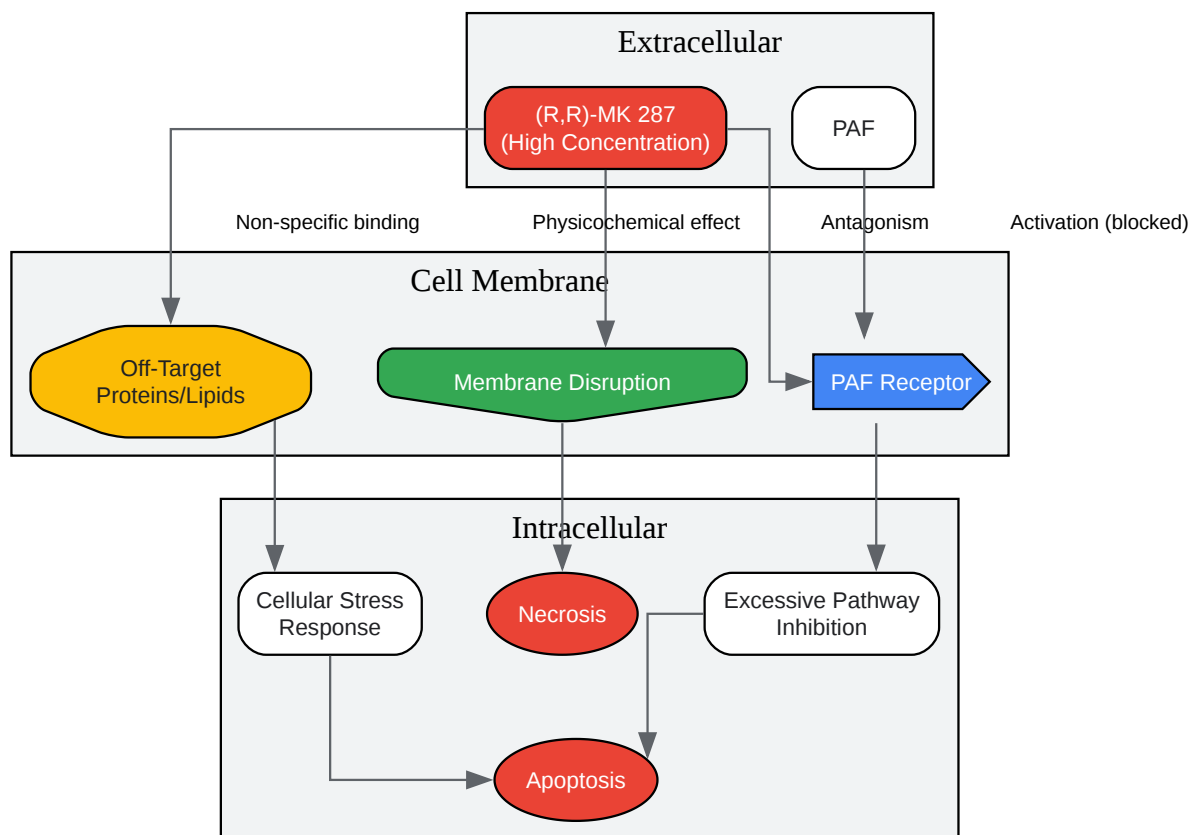 Extracellular
(R,R)-MK 287
(High Concentration)
PAF
Non-specific binding
Physicochemical effect
Antagonism
Activation (blocked)
Cell Membrane
Off-Target
Proteins/Lipids
Membrane Disruption
PAF Receptor
Intracellular
Cellular Stress
Response
Necrosis
Excessive Pathway
Inhibition
Apoptosis